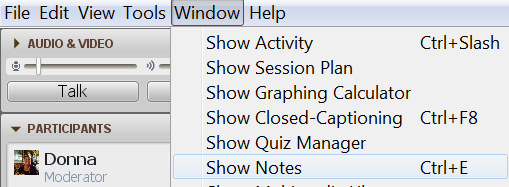 File Edit View Tools Window Help
AUDIO & VIDEO
Talk
PARTICIPANTS
Donna
Moderator
Show Activity Ctrl+Slash
Show Session Plan
Show Graphing Calculator
Show Closed-Captioning Ctrl+F8
Show Quiz Manager
Show Notes Ctrl+E